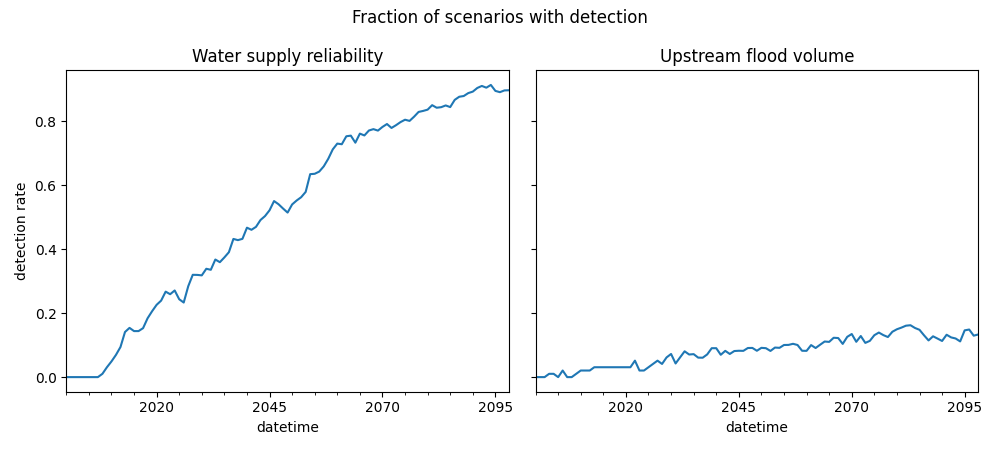 Fraction of scenarios with detection
Water supply reliability
Upstream flood volume
detection rate
0.8
0.6
0.4
0.2
0.0
2020
2045
2070
2095
2020
2045
2070
2095
datetime
datetime